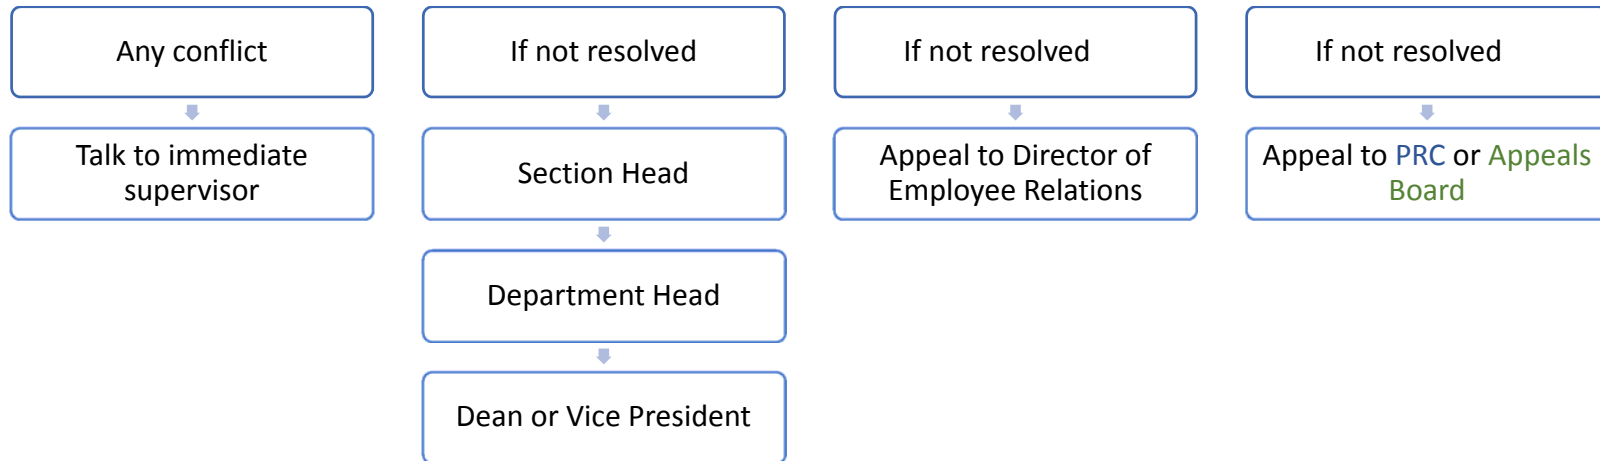 Any conflict
Talk to immediate
supervisor
If not resolved
Section Head
Department Head
Dean or Vice President
If not resolved
Appeal to Director of
Employee Relations
If not resolved
Appeal to PRC or Appeals
Board